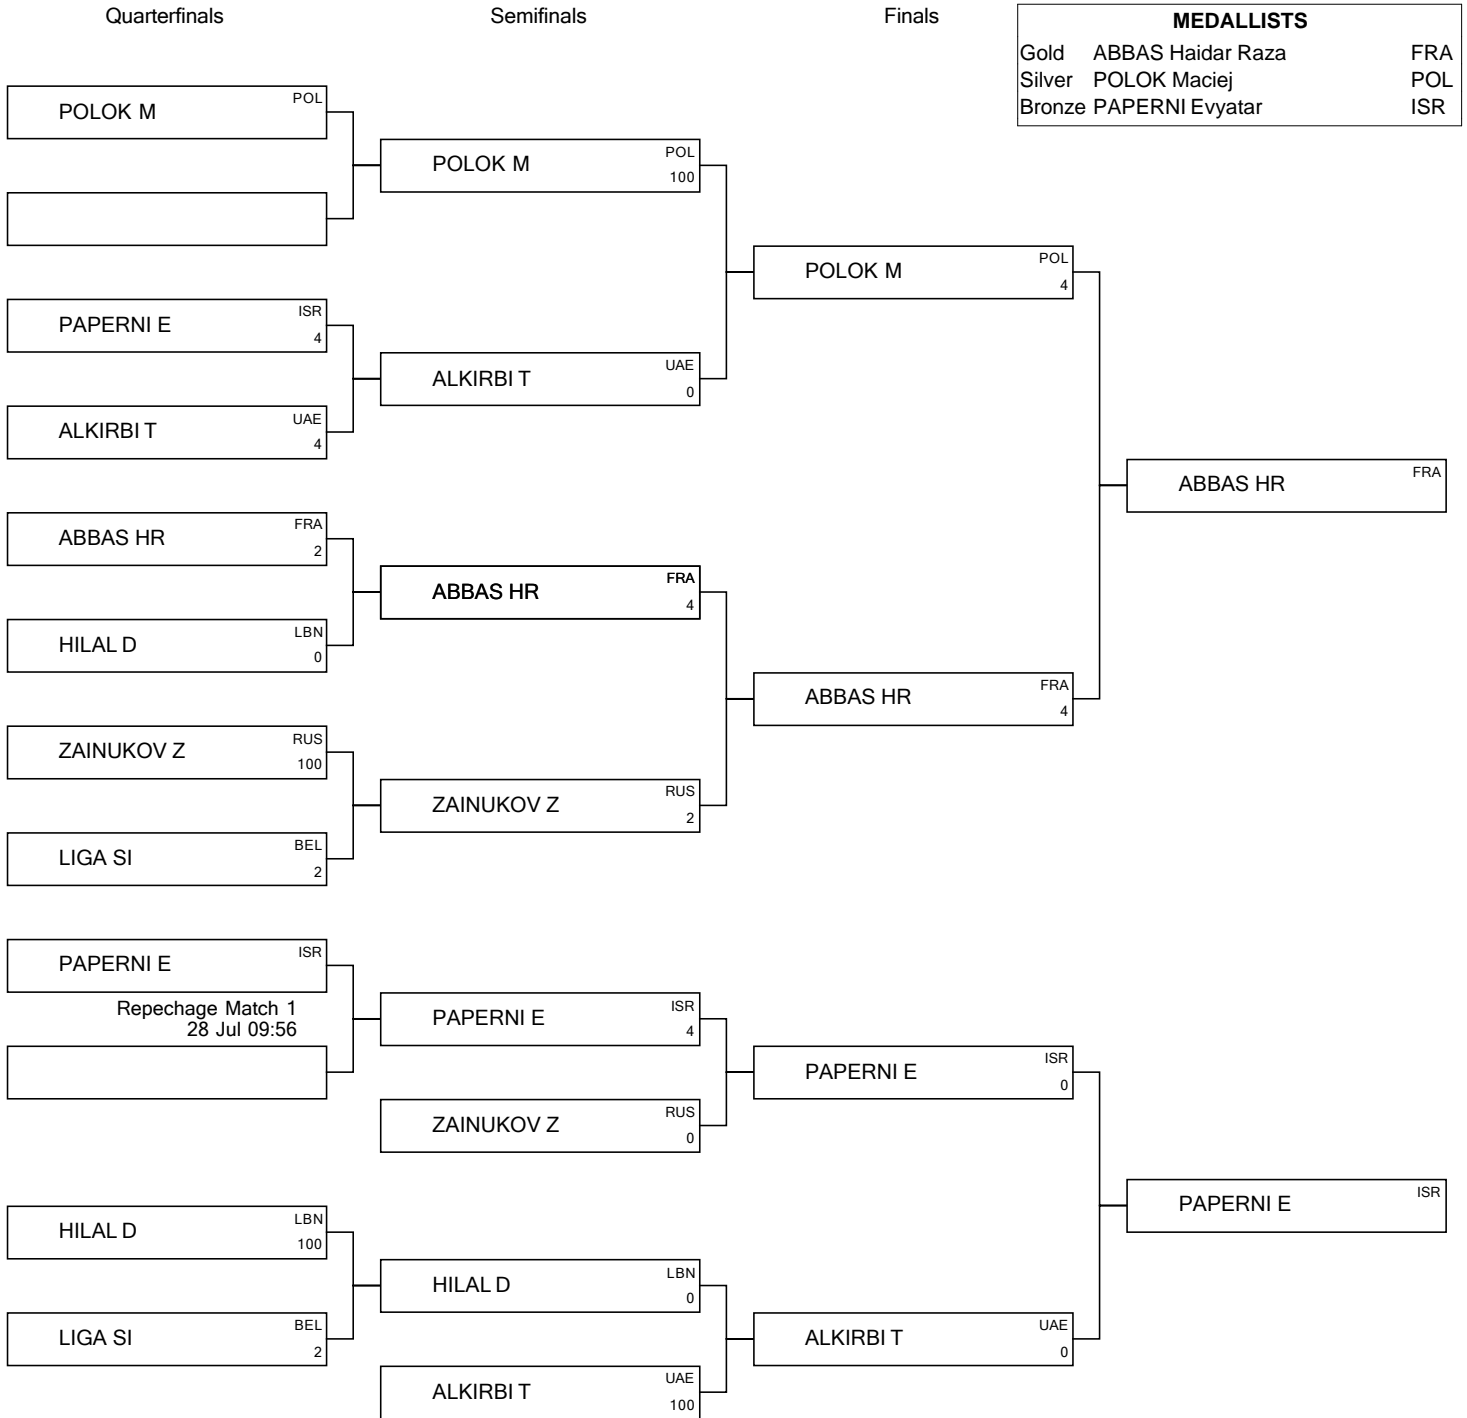 Quarterfinals Semifinals Finals
MEDALLISTS
Gold ABBAS Haidar Raza FRA
Silver POLOK Maciej POL
Bronze PAPERNI Evyatar ISR
POLOK M POL
PAPERNI E ISR
4
ALKIRBI T UAE
4
ABBAS HR FRA
2
HILAL D LBN
0
ZAINUKOV Z RUS
100
LIGA SI BEL
2
POLOK M POL
100
ALKIRBI T UAE
0
ABBAS HR FRA
4
ZAINUKOV Z RUS
2
POLOK M POL
4
ABBAS HR FRA
4
ABBAS HR FRA
PAPERNI E ISR
Repechage Match 1
28 Jul 09:56
HILAL D LBN
100
LIGA SI BEL
2
PAPERNI E ISR
4
ZAINUKOV Z RUS
0
HILAL D LBN
0
ALKIRBI T UAE
100
PAPERNI E ISR
0
ALKIRBI T UAE
0
PAPERNI E ISR